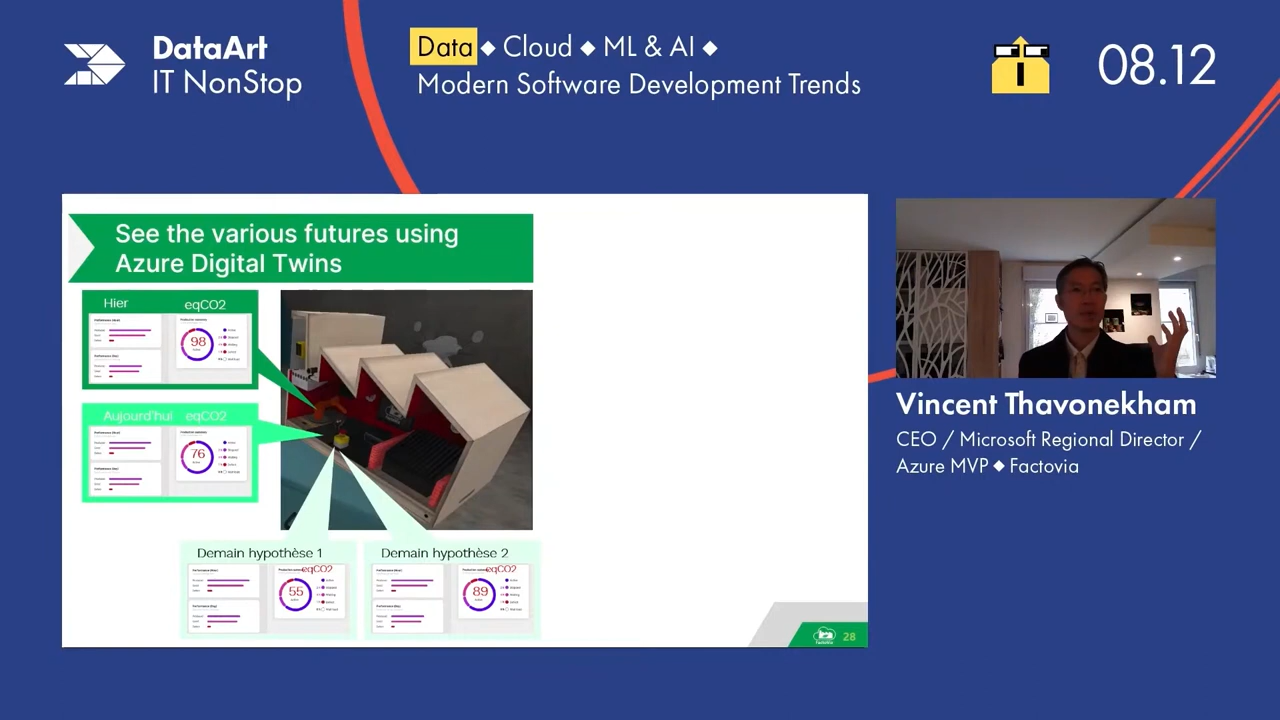 DataArt
IT NonStop
Data ◆ Cloud ◆ ML & AI ◆
Modern Software Development Trends
08.12
See the various futures using
Azure Digital Twins
Hier eqCO2
98
Aujourd'hui eqCO2
76
Demain hypothèse 1
eqCO2
55
Demain hypothèse 2
eqCO2
89
28
Vincent Thavonekham
CEO / Microsoft Regional Director /
Azure MVP ◆ Factovia